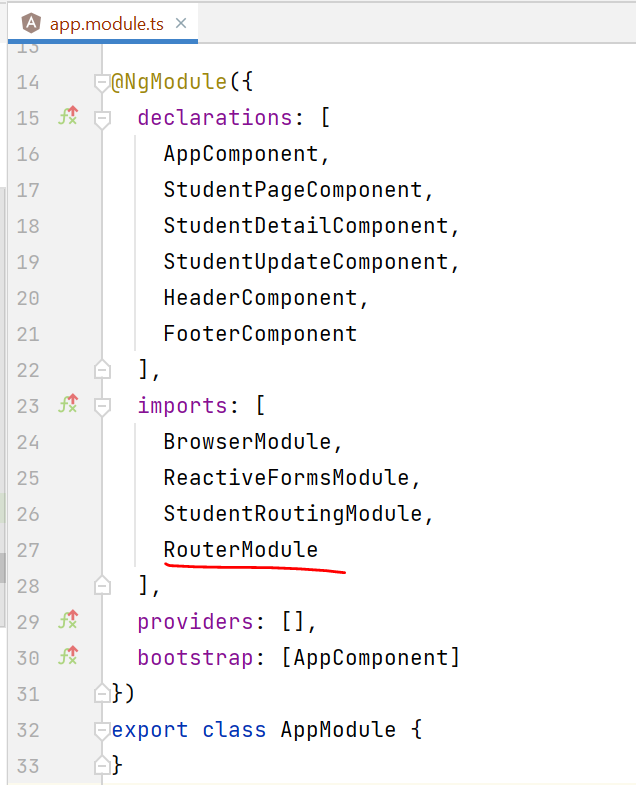 app.module.ts
13
14 @NgModule({
15 declarations: [
16 AppComponent,
17 StudentPageComponent,
18 StudentDetailComponent,
19 StudentUpdateComponent,
20 HeaderComponent,
21 FooterComponent
22 ],
23 imports: [
24 BrowserModule,
25 ReactiveFormsModule,
26 StudentRoutingModule,
27 RouterModule
28 ],
29 providers: [],
30 bootstrap: [AppComponent]
31 })
32 export class AppModule {
33 }